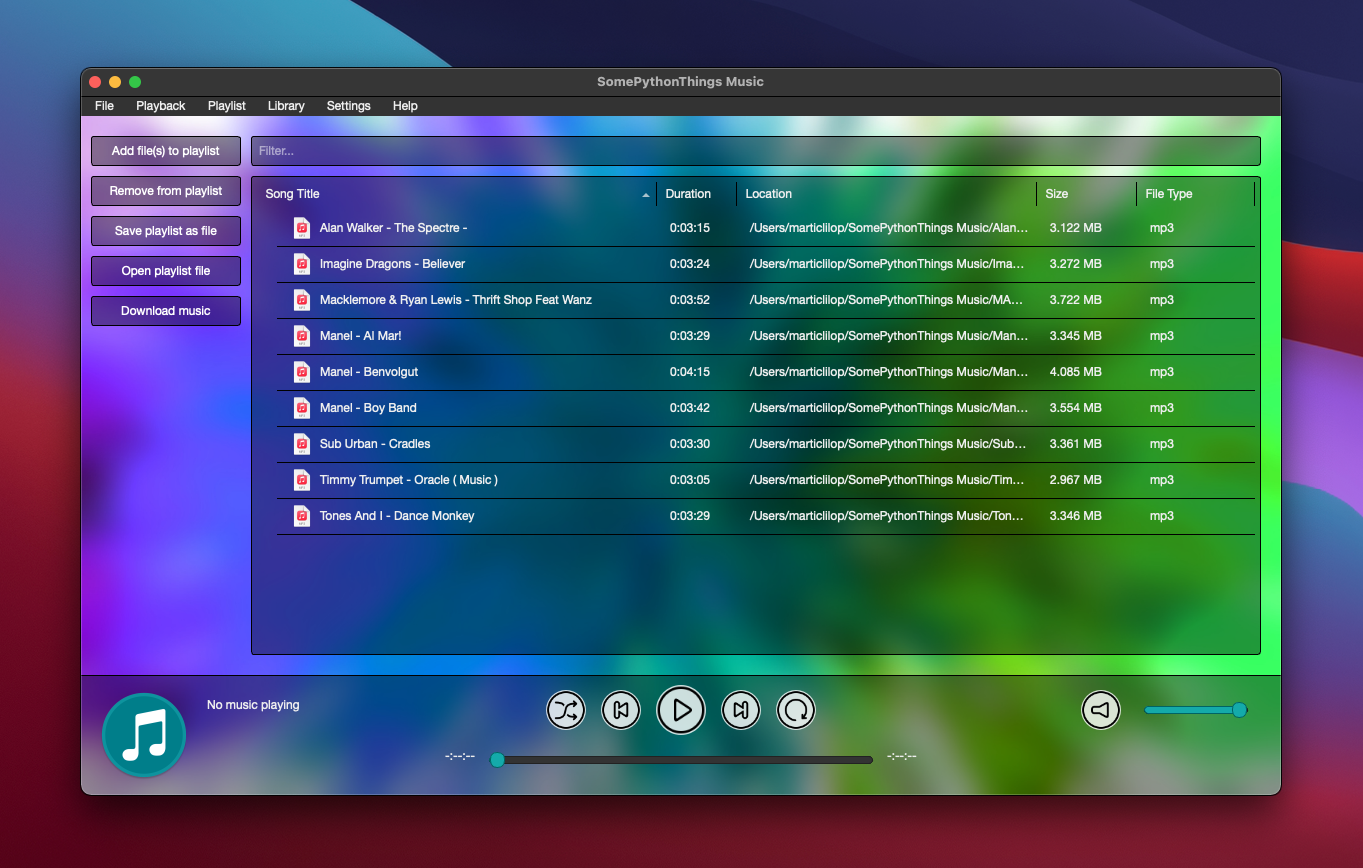 SomePythonThings Music
File Playback Playlist Library Settings Help
Add file(s) to playlist
Filter...
Remove from playlist
Save playlist as file
Open playlist file
Download music
Song Title Duration Location Size File Type
Alan Walker - The Spectre - 0:03:15 /Users/marticlilop/SomePythonThings Music/Alan... 3.122 MB mp3
Imagine Dragons - Believer 0:03:24 /Users/marticlilop/SomePythonThings Music/Ima... 3.272 MB mp3
Macklemore & Ryan Lewis - Thrift Shop Feat Wanz 0:03:52 /Users/marticlilop/SomePythonThings Music/MA... 3.722 MB mp3
Manel - Al Mar! 0:03:29 /Users/marticlilop/SomePythonThings Music/Man... 3.345 MB mp3
Manel - Benvolgut 0:04:15 /Users/marticlilop/SomePythonThings Music/Man... 4.085 MB mp3
Manel - Boy Band 0:03:42 /Users/marticlilop/SomePythonThings Music/Man... 3.554 MB mp3
Sub Urban - Cradles 0:03:30 /Users/marticlilop/SomePythonThings Music/Sub... 3.361 MB mp3
Timmy Trumpet - Oracle ( Music ) 0:03:05 /Users/marticlilop/SomePythonThings Music/Tim... 2.967 MB mp3
Tones And I - Dance Monkey 0:03:29 /Users/marticlilop/SomePythonThings Music/Ton... 3.346 MB mp3
No music playing
-:--:-- -:--:--